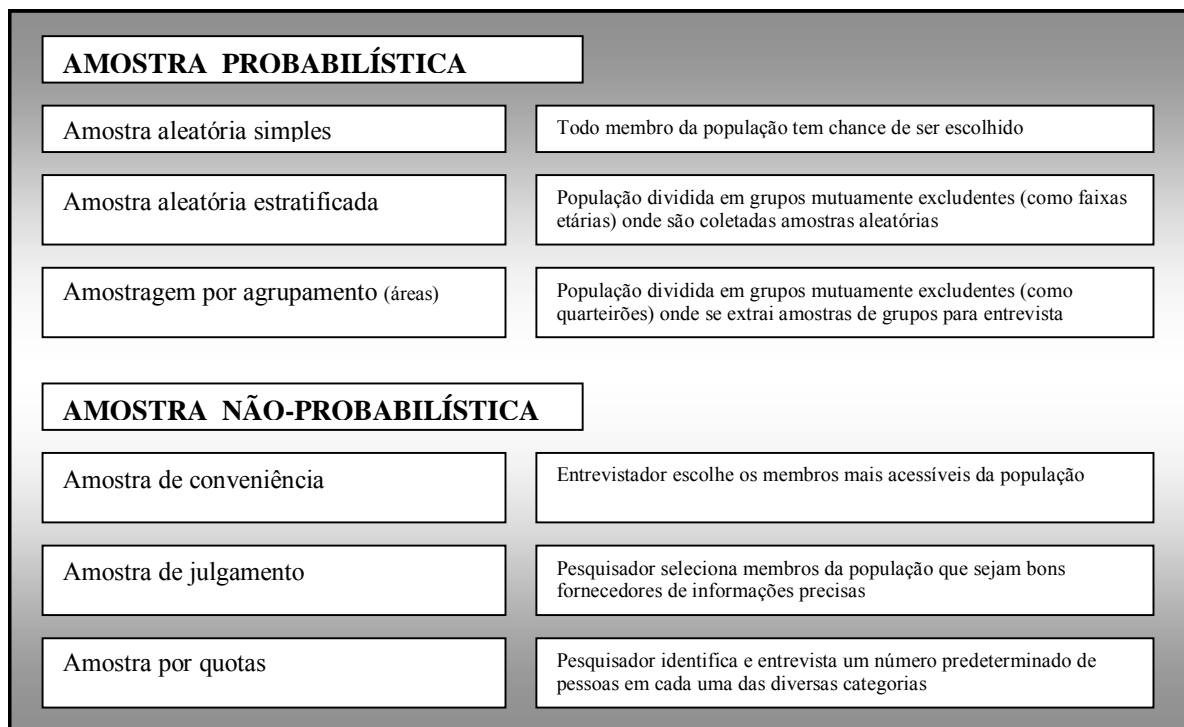 AMOSTRA PROBABILÍSTICA
Amostra aleatória simples
Todo membro da população tem chance de ser escolhido
Amostra aleatória estratificada
População dividida em grupos mutuamente excludentes (como faixas
etárias) onde são coletadas amostras aleatórias
Amostragem por agrupamento (áreas)
População dividida em grupos mutuamente excludentes (como
quarteirões) onde se extrai amostras de grupos para entrevista
AMOSTRA NÃO-PROBABILÍSTICA
Amostra de conveniência
Entrevistador escolhe os membros mais acessíveis da população
Amostra de julgamento
Pesquisador seleciona membros da população que sejam bons
fornecedores de informações precisas
Amostra por quotas
Pesquisador identifica e entrevista um número predeterminado de
pessoas em cada uma das diversas categorias